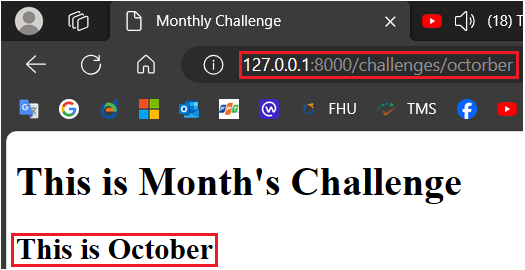 Monthly Challenge
(18) T
127.0.0.1:8000/challenges/octorber
FHU
TMS
This is Month's Challenge
This is October